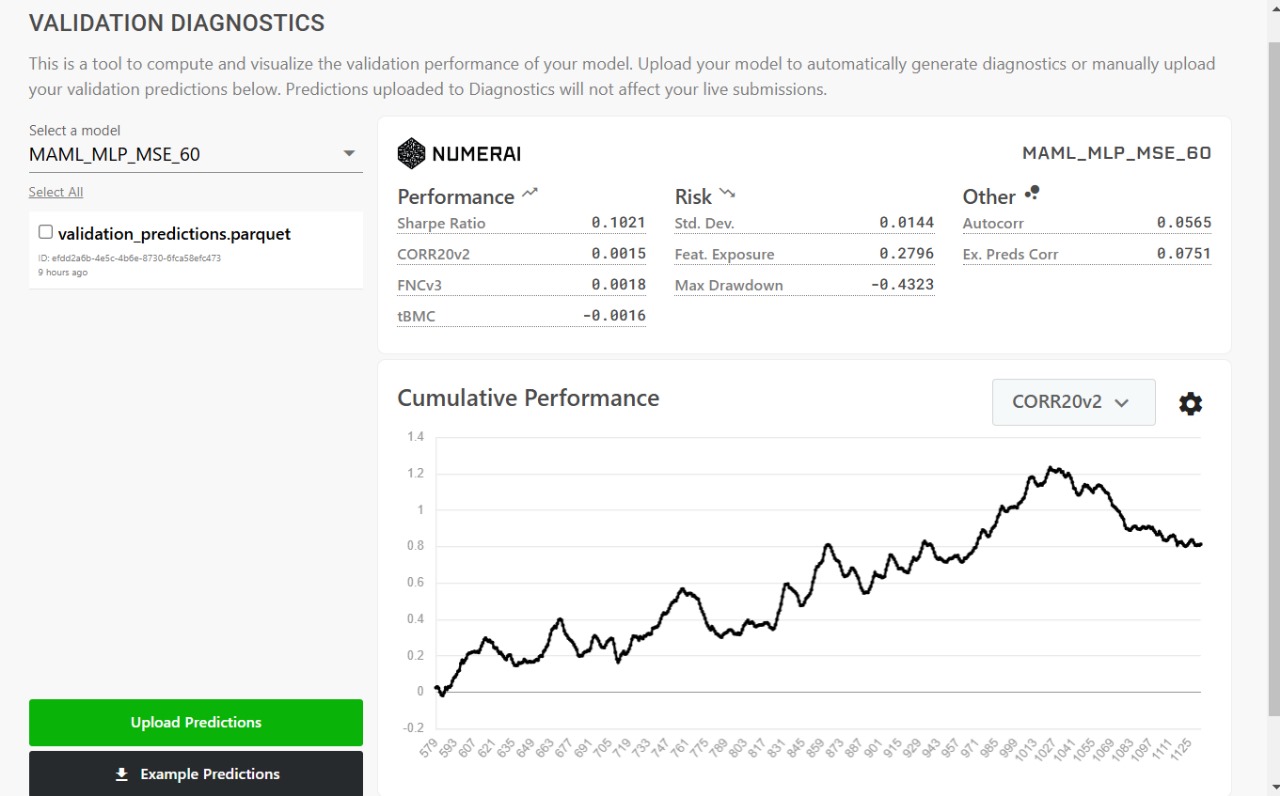 VALIDATION DIAGNOSTICS
This is a tool to compute and visualize the validation performance of your model. Upload your model to automatically generate diagnostics or manually upload
your validation predictions below. Predictions uploaded to Diagnostics will not affect your live submissions.
Select a model
MAML_MLP_MSE_60
Select All
validation_predictions.parquet
ID: efdd2a6b-4e5c-4b6e-8730-6fca58efc473
9 hours ago
Upload Predictions
Example Predictions
NUMERAI
MAML_MLP_MSE_60
Performance
Sharpe Ratio 0.1021
CORR20v2 0.0015
FNCv3 0.0018
tBMC -0.0016
Risk
Std. Dev. 0.0144
Feat. Exposure 0.2796
Max Drawdown -0.4323
Other
Autocorr 0.0565
Ex. Preds Corr 0.0751
Cumulative Performance
CORR20v2
1.4
1.2
1
0.8
0.6
0.4
0.2
0
-0.2
579 593 607 621 635 649 663 677 691 705 719 733 747 761 775 789 803 817 831 845 859 873 887 901 915 929 943 957 971 985 999 1013 1027 1041 1055 1069 1083 1097 1111 1125